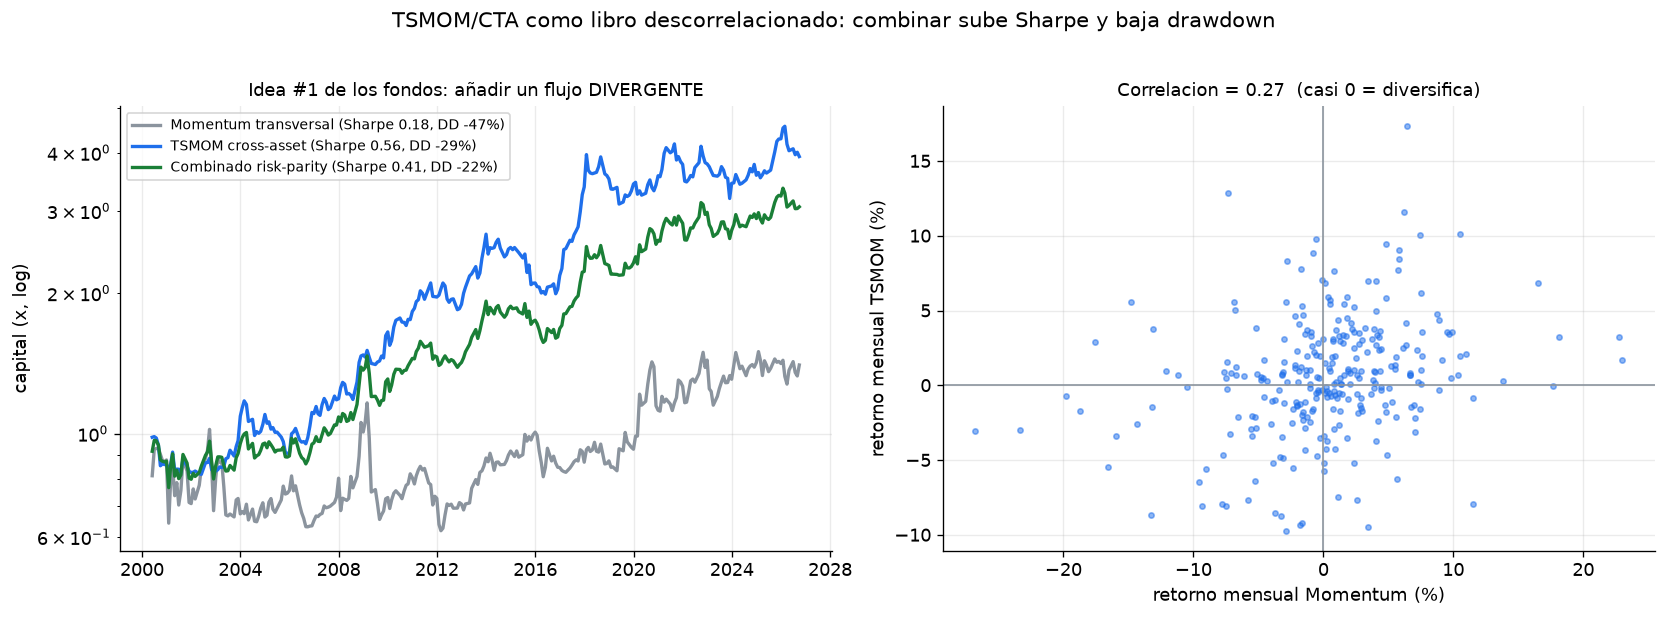 TSMOM/CTA como libro descorrelacionado: combinar sube Sharpe y baja drawdown
Idea #1 de los fondos: añadir un flujo DIVERGENTE
capital (x, log)
4 × 10⁰
3 × 10⁰
2 × 10⁰
10⁰
6 × 10⁻¹
Momentum transversal (Sharpe 0.18, DD -47%)
TSMOM cross-asset (Sharpe 0.56, DD -29%)
Combinado risk-parity (Sharpe 0.41, DD -22%)
2000 2004 2008 2012 2016 2020 2024 2028
Correlacion = 0.27  (casi 0 = diversifica)
retorno mensual TSMOM (%)
15
10
5
0
−5
−10
−20 −10 0 10 20
retorno mensual Momentum (%)